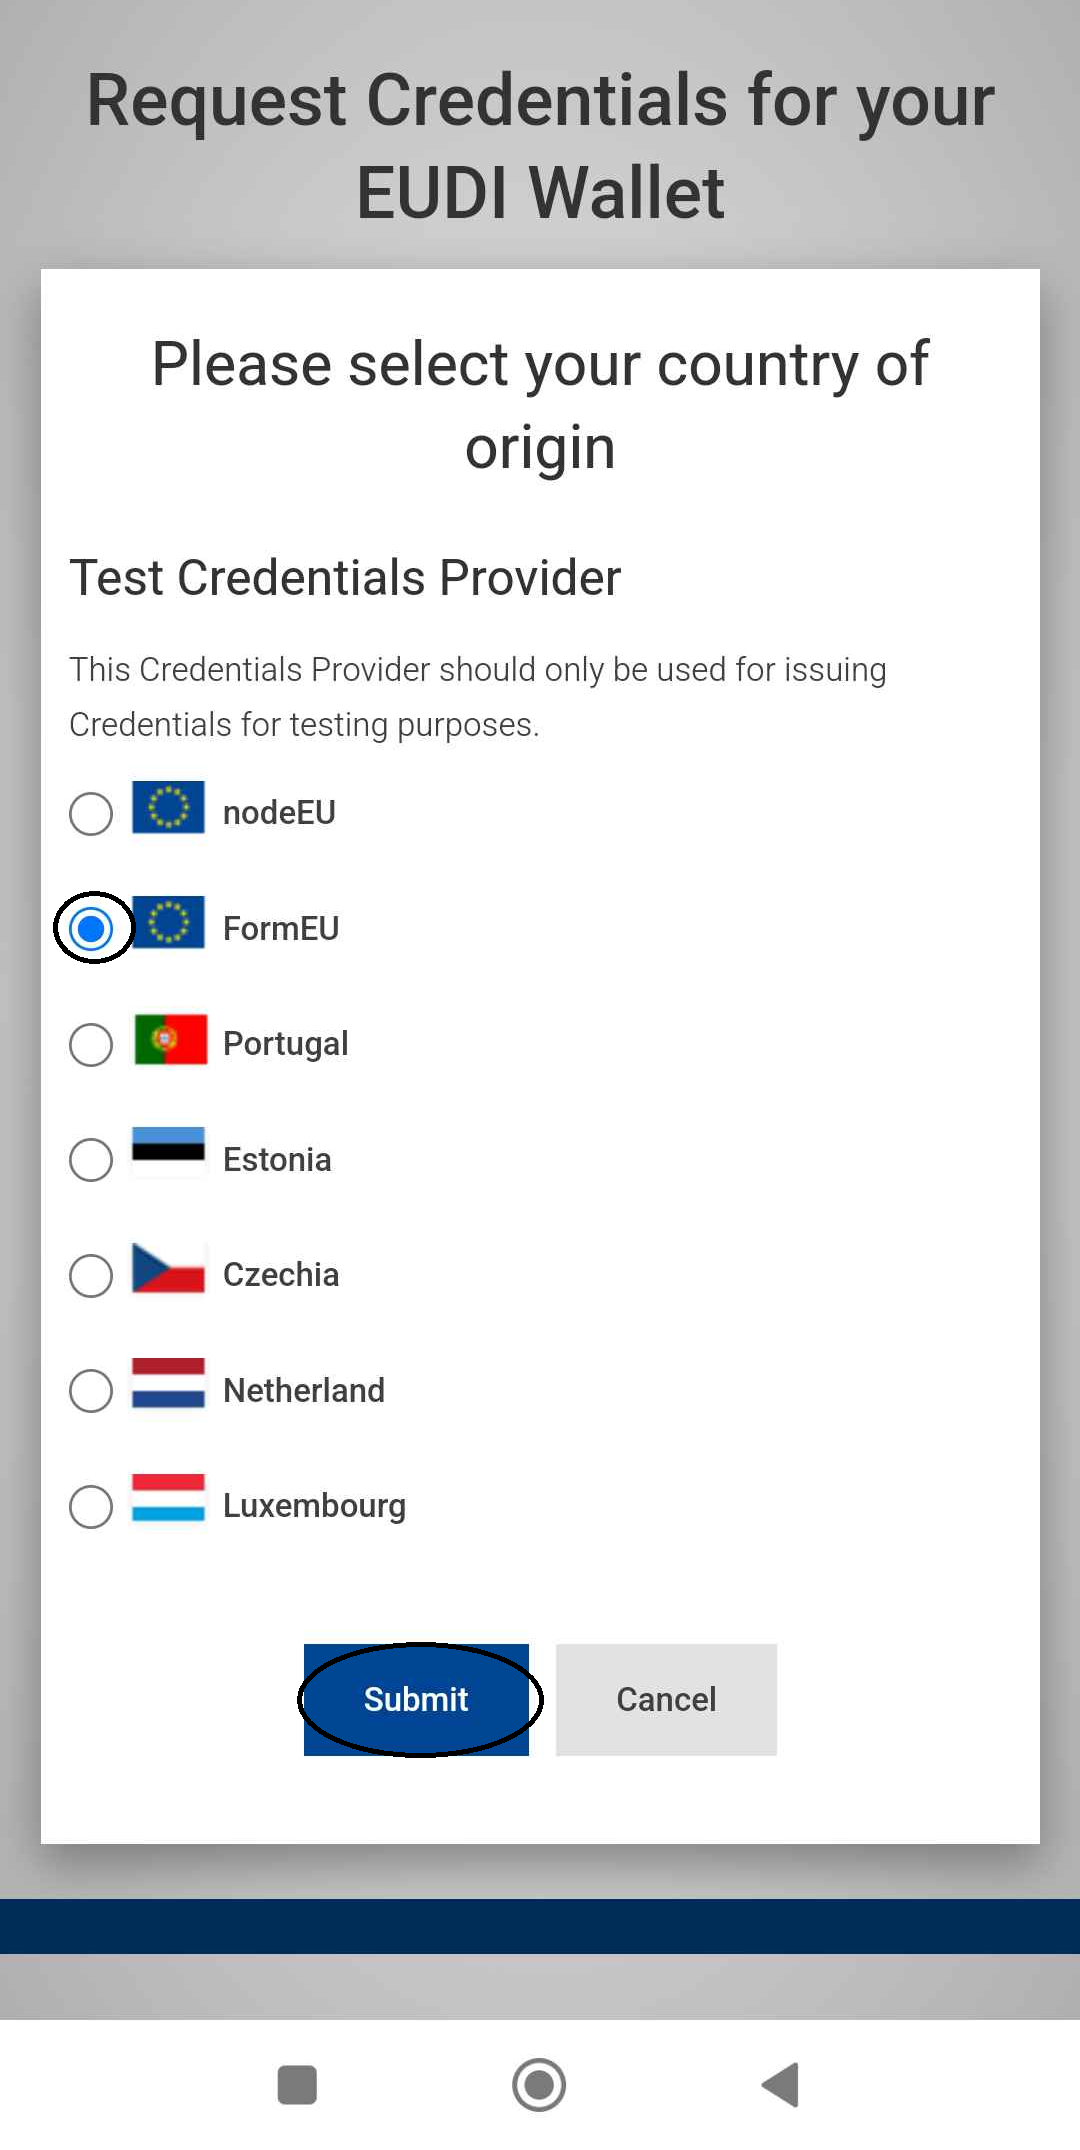 Request Credentials for your
EUDI Wallet
Please select your country of
origin
Test Credentials Provider
This Credentials Provider should only be used for issuing
Credentials for testing purposes.
nodeEU
FormEU
Portugal
Estonia
Czechia
Netherland
Luxembourg
Submit
Cancel